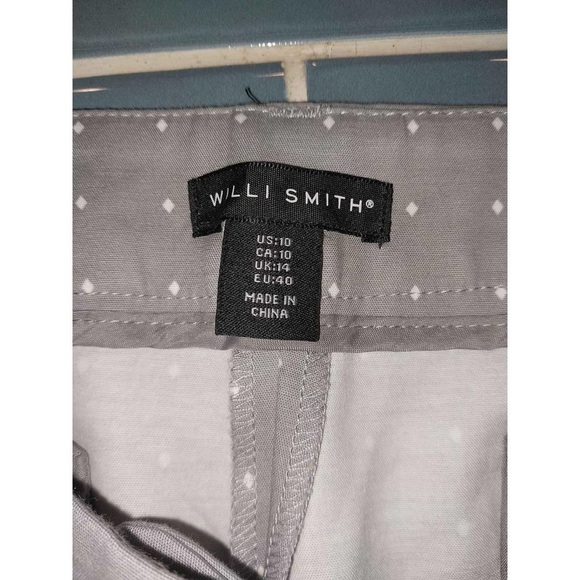 WILLI SMITH®
US:10
CA:10
UK:14
EU:40
MADE IN
CHINA